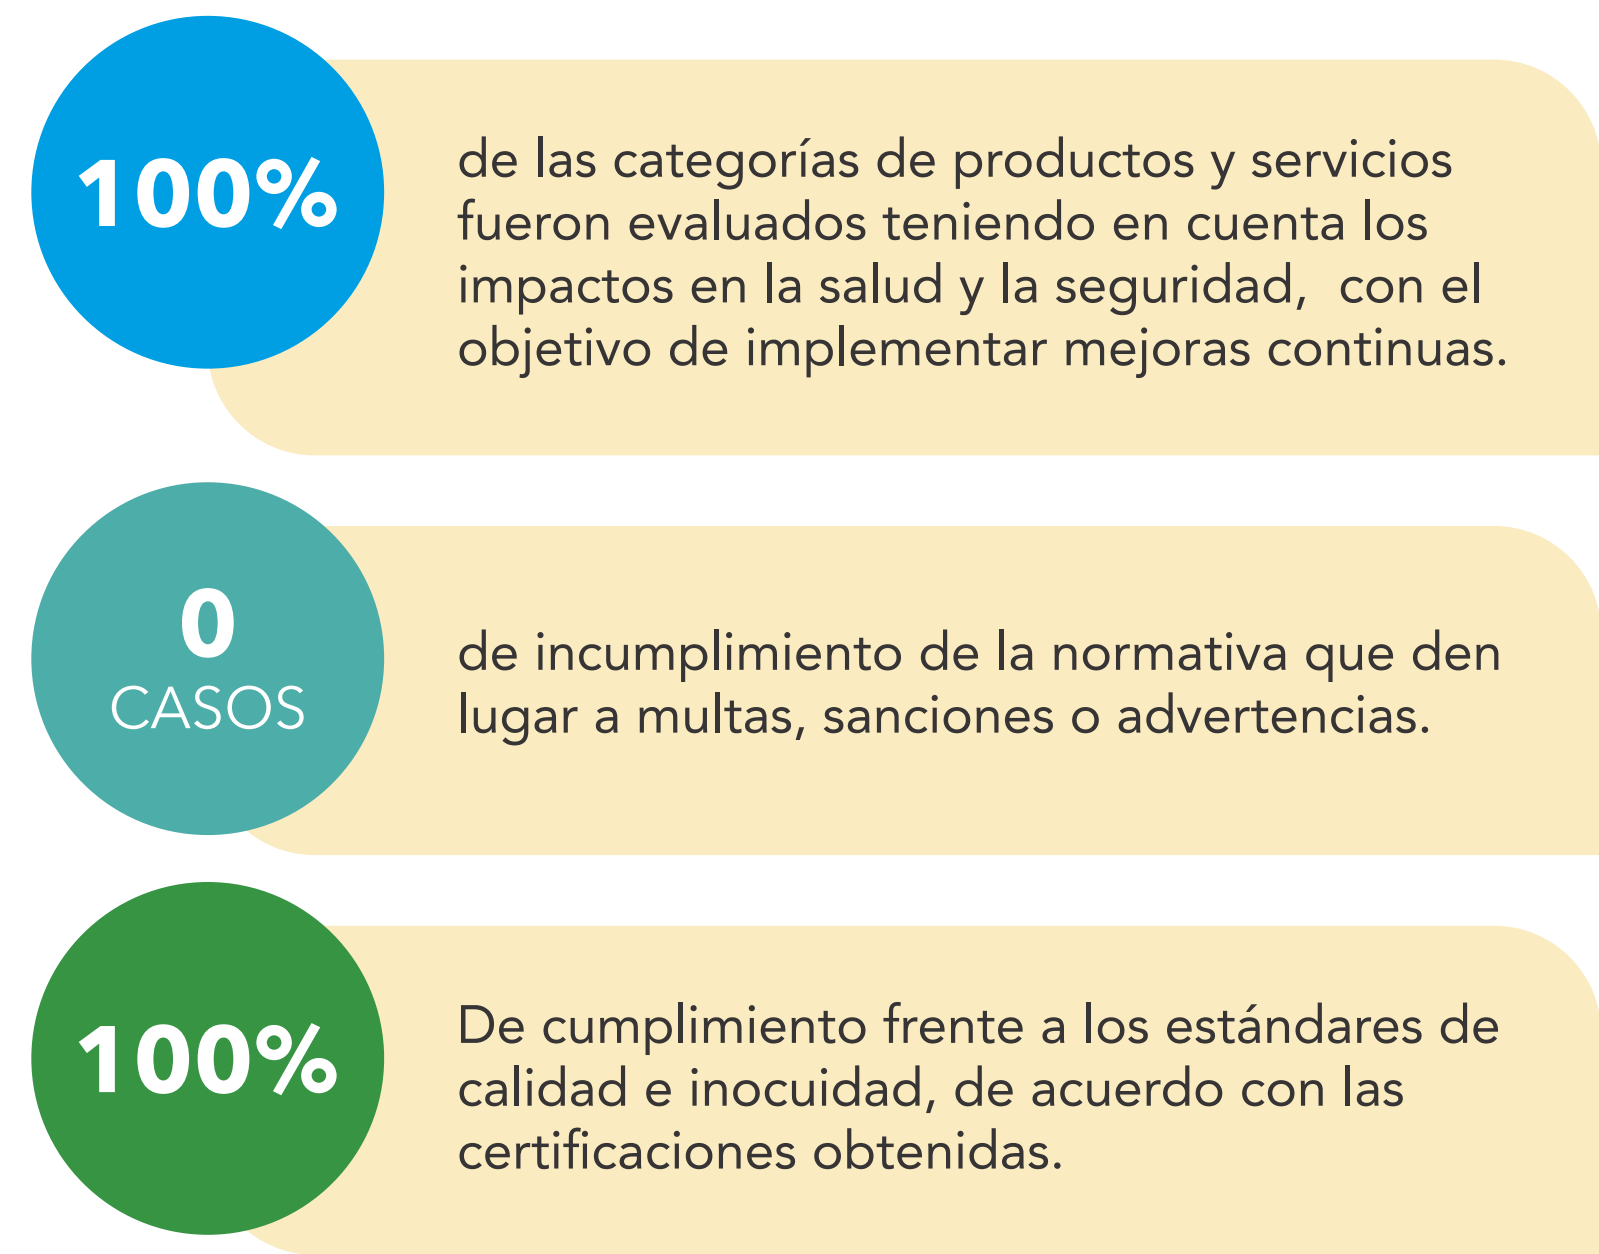 100%
de las categorías de productos y servicios
fueron evaluados teniendo en cuenta los
impactos en la salud y la seguridad,  con el
objetivo de implementar mejoras continuas.
0
CASOS
de incumplimiento de la normativa que den
lugar a multas, sanciones o advertencias.
100%
De cumplimiento frente a los estándares de
calidad e inocuidad, de acuerdo con las
certificaciones obtenidas.